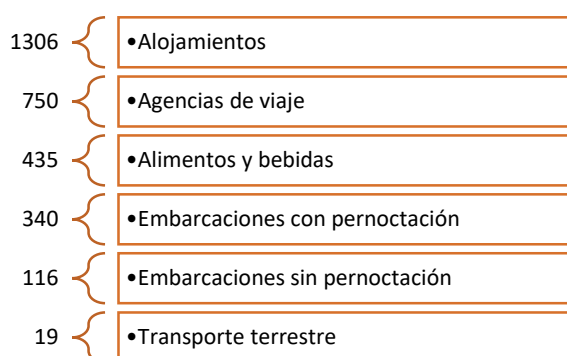 1306 •Alojamientos
750 •Agencias de viaje
435 •Alimentos y bebidas
340 •Embarcaciones con pernoctación
116 •Embarcaciones sin pernoctación
19 •Transporte terrestre